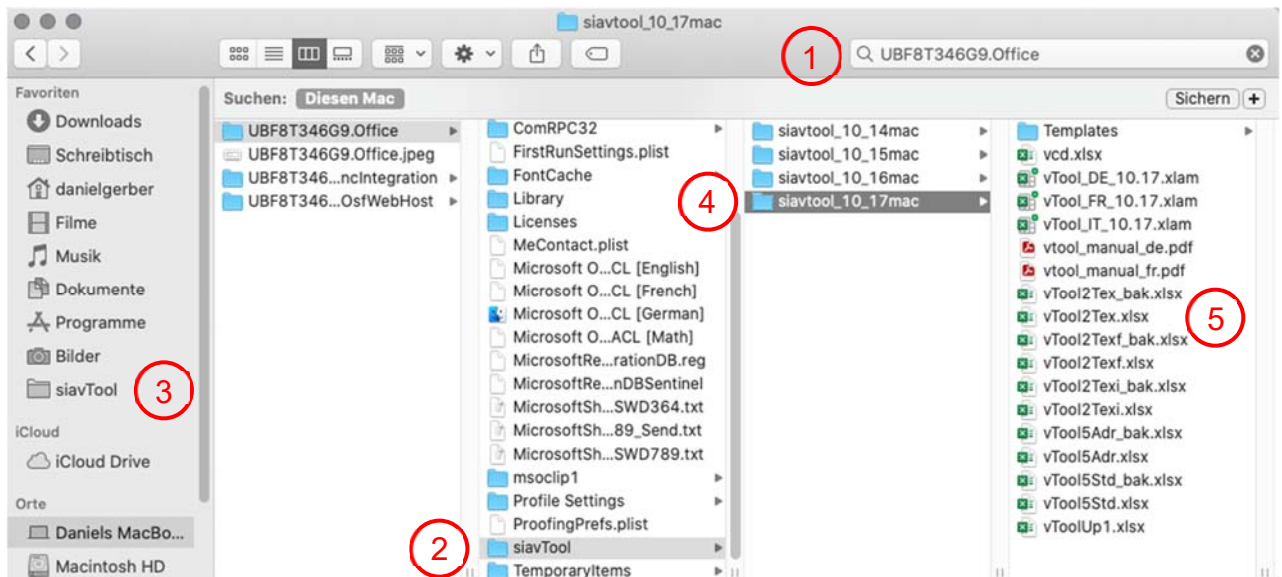 siavtool_10_17mac
1
UBF8T346G9.Office
Favoriten
Downloads
Schreibtisch
danielgerber
Filme
Musik
Dokumente
Programme
Bilder
siavTool
3
iCloud
iCloud Drive
Orte
Daniels MacBo...
Macintosh HD
Suchen: Diesen Mac
Sichern +
UBF8T346G9.Office
UBF8T346G9.Office.jpeg
UBF8T346...ncIntegration
UBF8T346...OsfWebHost
2
ComRPC32
FirstRunSettings.plist
FontCache
Library
Licenses
MeContact.plist
Microsoft O...CL [English]
Microsoft O...CL [French]
Microsoft O...CL [German]
Microsoft O...ACL [Math]
MicrosoftRe...rationDB.reg
MicrosoftRe...nDBSentinel
MicrosoftSh...SWD364.txt
MicrosoftSh...89_Send.txt
MicrosoftSh...SWD789.txt
msoclip1
Profile Settings
ProofingPrefs.plist
siavTool
TemporaryItems
4
siavtool_10_14mac
siavtool_10_15mac
siavtool_10_16mac
siavtool_10_17mac
Templates
vcd.xlsx
vTool_DE_10.17.xlam
vTool_FR_10.17.xlam
vTool_IT_10.17.xlam
vtool_manual_de.pdf
vtool_manual_fr.pdf
vTool2Tex_bak.xlsx
vTool2Tex.xlsx
vTool2Texf_bak.xlsx
vTool2Texf.xlsx
vTool2Texi_bak.xlsx
vTool2Texi.xlsx
vTool5Adr_bak.xlsx
vTool5Adr.xlsx
vTool5Std_bak.xlsx
vTool5Std.xlsx
vToolUp1.xlsx
5